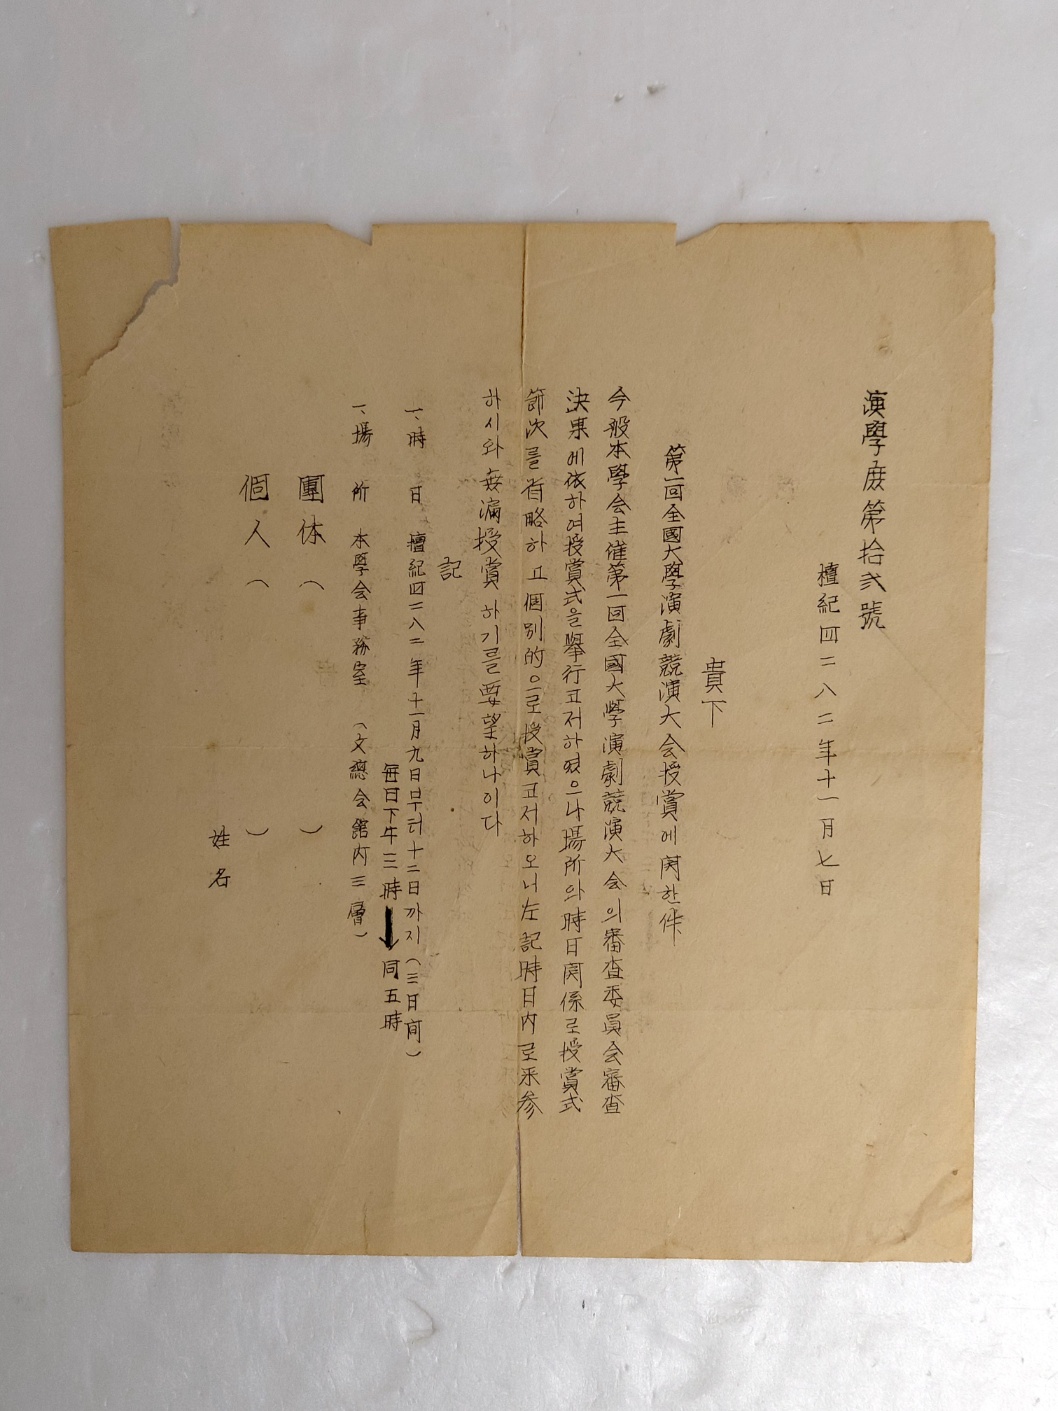 演學庶第拾弐號
檀紀四二八二年十一月七日
貴下
第一回全國大學演劇競演大会授賞에関한件
今般本學会主催第一回全國大學演劇競演大会의審査委員会審査
決果에依하여授賞式을擧行코저하였으나場所와時日関係로授賞式
節次를省略하고個別的으로授賞코저하오니左記時日内로来参
하시와毋漏授賞하기를要望하나이다
記
一、時日 檀紀四二八二年十一月九日부터十二日까지(三日間)
毎日下午三時→同五時
一、場所 本學会事務室 (文總会舘内三層)
團体( )
個人( )
姓名